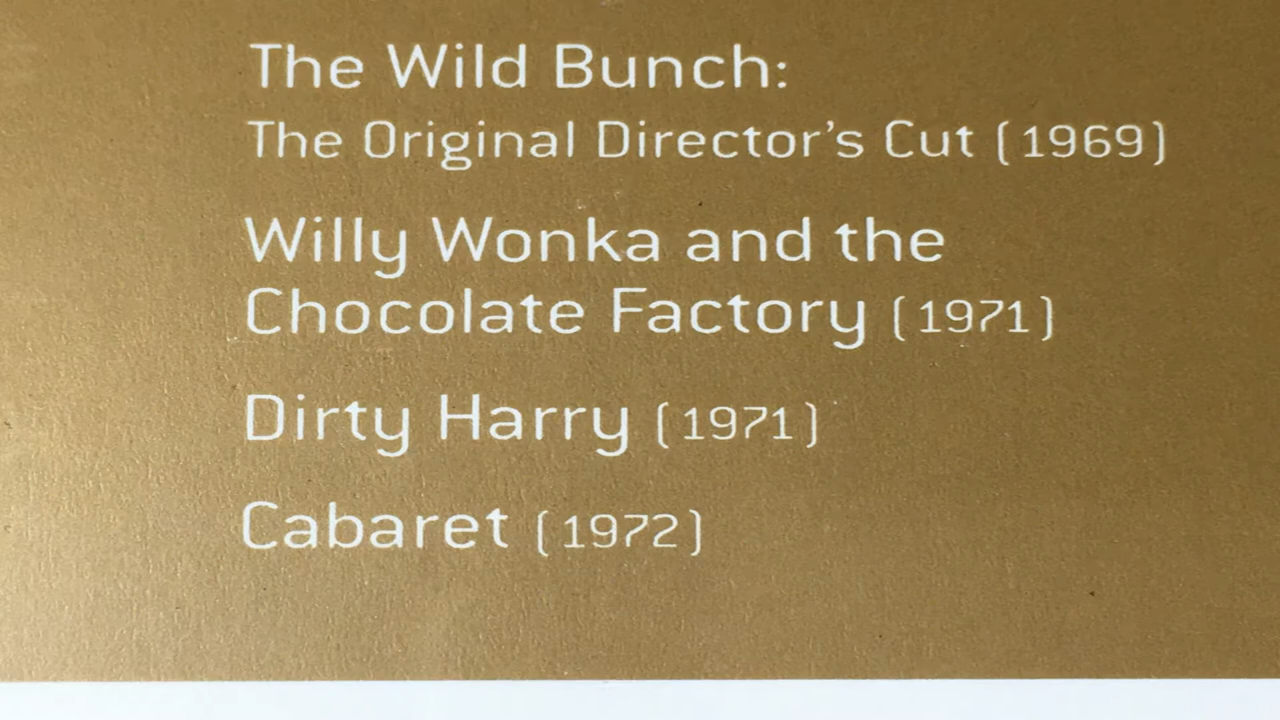 The Wild Bunch:
The Original Director’s Cut (1969)
Willy Wonka and the
Chocolate Factory (1971)
Dirty Harry (1971)
Cabaret (1972)